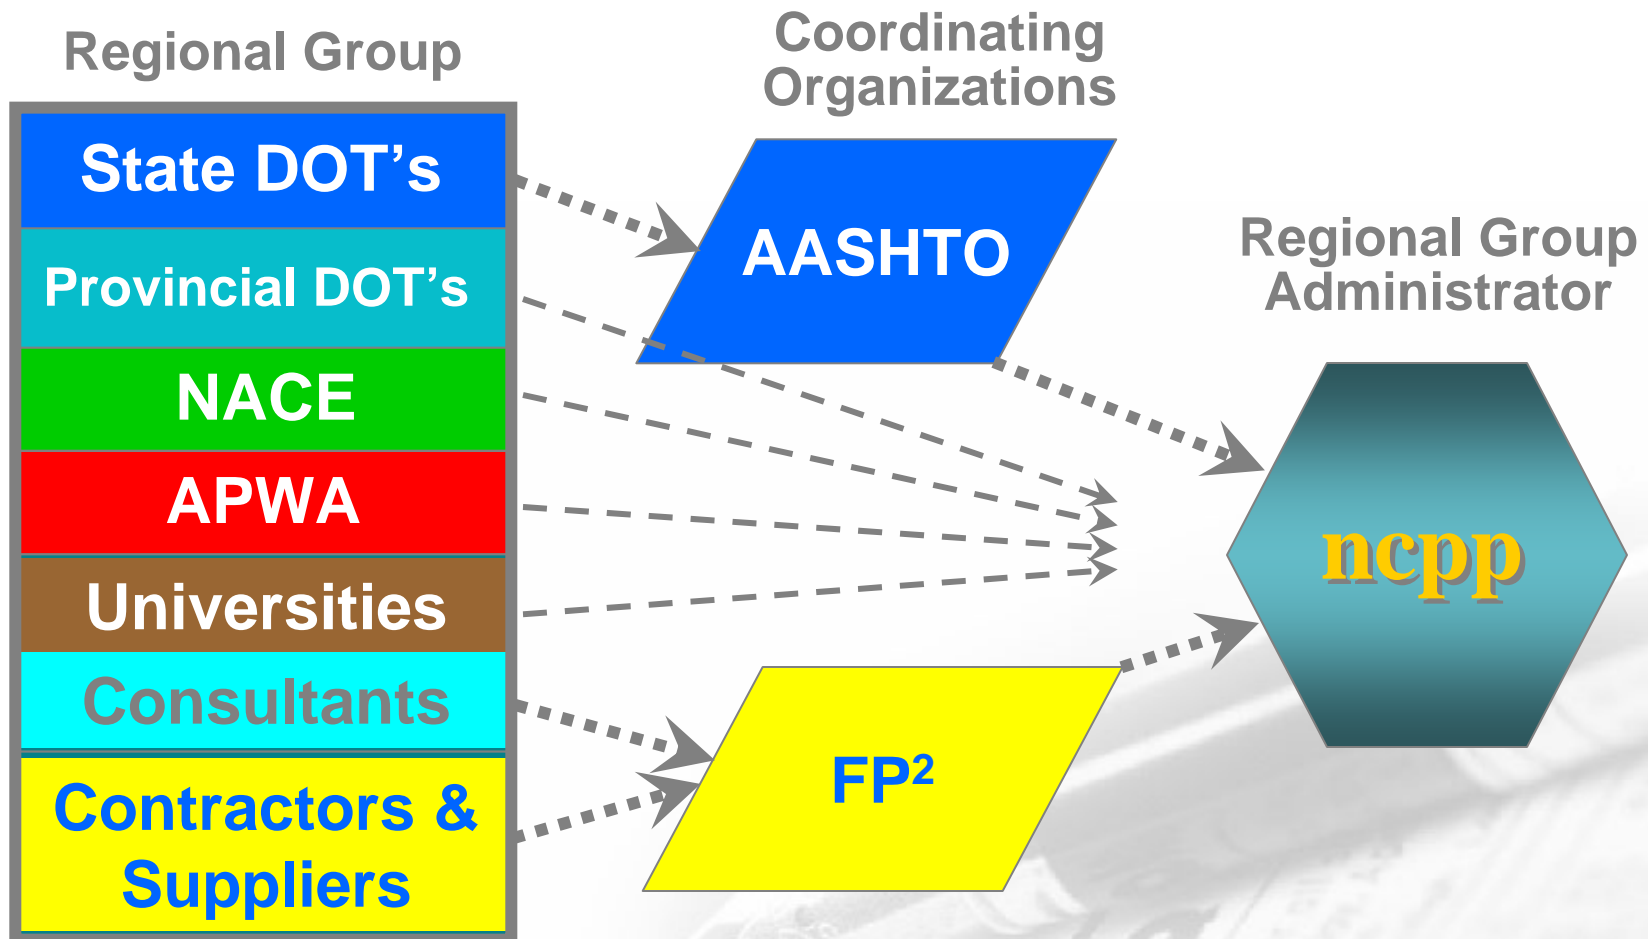 Regional Group
State DOT’s
Provincial DOT’s
NACE
APWA
Universities
Consultants
Contractors &
Suppliers
Coordinating
Organizations
AASHTO
FP²
Regional Group
Administrator
ncpp